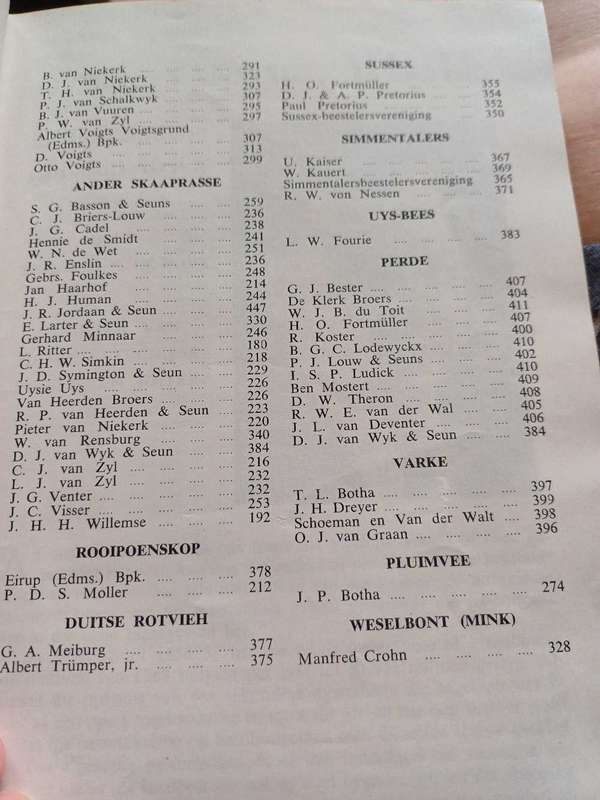 B. van Niekerk .... .... .... 291
D. J. van Niekerk .... .... 323
T. H. van Niekerk .... .... 293
P. J. van Schalkwyk .... .... 307
B. J. van Vuuren .... .... .... 295
P. W. van Zyl .... .... .... 297
Albert Voigts Voigtsgrund
(Edms.) Bpk. .... .... .... 307
D. Voigts .... .... .... .... 313
Otto Voigts .... .... .... .... 299
ANDER SKAAPRASSE
S. G. Basson & Seuns .... .... 259
C. J. Briers-Louw .... .... .... 236
J. G. Cadel .... .... .... .... 238
Hennie de Smidt .... .... .... 241
W. N. de Wet .... .... .... 251
J. R. Enslin .... .... .... .... 236
Gebrs. Foulkes .... .... .... 248
Jan Haarhof .... .... .... .... 214
H. J. Human .... .... .... .... 244
J. R. Jordaan & Seun .... .... 447
E. Larter & Seuns .... .... .... 330
Gerhard Minnaar .... .... .... 246
L. Ritter .... .... .... .... .... 180
C. H. W. Simkin .... .... .... 218
J. D. Symington & Seun .... .... 229
Uysie Uys .... .... .... .... 226
Van Heerden Broers .... .... .... 226
R. P. van Heerden & Seun .... .... 223
Pieter van Niekerk .... .... .... 220
W. van Rensburg .... .... .... 340
D. J. van Wyk & Seun .... .... 384
C. J. van Zyl .... .... .... .... 216
L. J. van Zyl .... .... .... .... 232
J. G. Venter .... .... .... .... 232
J. C. Visser .... .... .... .... 253
J. H. H. Willemse .... .... .... 192
ROOIPOENSKOP
Eirup (Edms.) Bpk. .... .... .... 378
P. D. S. Moller .... .... .... 212
DUITSE ROTVIEH
G. A. Meiburg .... .... .... .... 377
Albert Trümper, jr. .... .... .... 375
SUSSEX
H. O. Fortmüller .... .... .... 355
D. J. & A. P. Pretorius .... .... 354
Paul Pretorius .... .... .... 352
Sussex-beestelersvereniging .... 350
SIMMENTALERS
U. Kaiser .... .... .... .... 367
W. Kauert .... .... .... .... 369
Simmentalersbeestelersvereniging 365
R. W. von Nessen .... .... .... 371
UYS-BEES
L. W. Fourie .... .... .... .... 383
PERDE
G. J. Bester .... .... .... .... 407
De Klerk Broers .... .... .... 404
W. J. B. du Toit .... .... .... 411
H. O. Fortmüller .... .... .... 407
R. Koster .... .... .... .... 400
B. G. C. Lodewyckx .... .... .... 410
P. J. Louw & Seuns .... .... .... 402
I. S. P. Ludick .... .... .... .... 410
Ben Mostert .... .... .... .... 409
D. W. Theron .... .... .... .... 408
R. W. E. van der Wal .... .... 405
J. L. van Deventer .... .... .... 406
D. J. van Wyk & Seun .... .... 384
VARKE
T. L. Botha .... .... .... .... 397
J. H. Dreyer .... .... .... .... 399
Schoeman en Van der Walt .... 398
O. J. van Graan .... .... .... 396
PLUIMVEE
J. P. Botha .... .... .... .... 274
WESELBONT (MINK)
Manfred Crohn .... .... .... .... 328